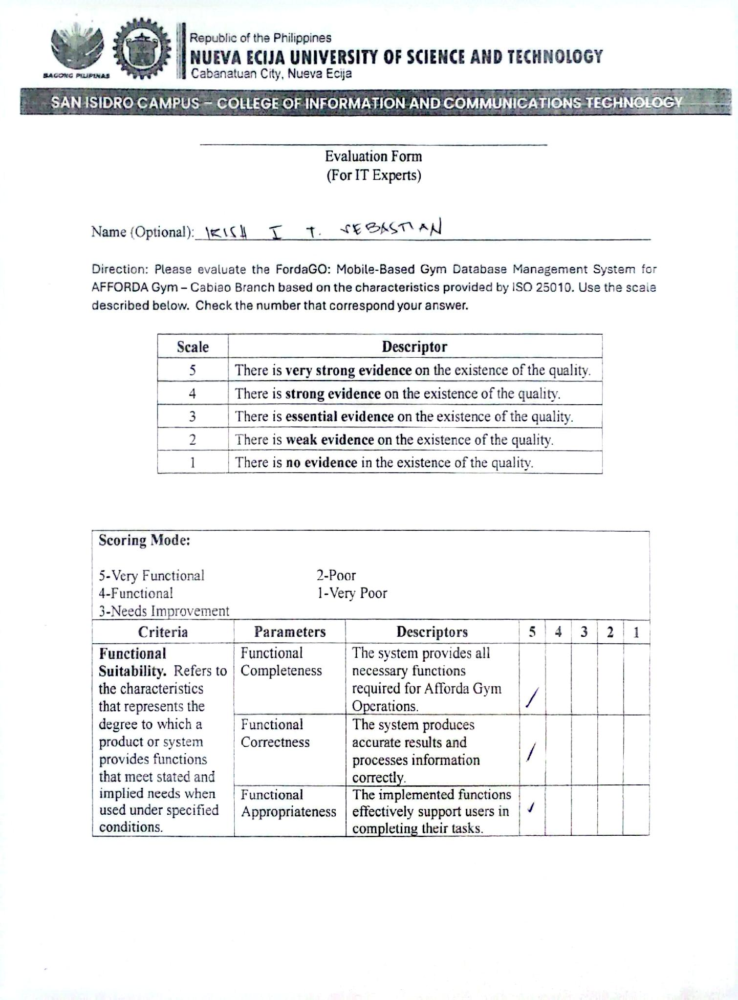 BAGONG PILIPINAS
Republic of the Philippines
NUEVA ECIJA UNIVERSITY OF SCIENCE AND TECHNOLOGY
Cabanatuan City, Nueva Ecija
SAN ISIDRO CAMPUS – COLLEGE OF INFORMATION AND COMMUNICATIONS TECHNOLOGY
Evaluation Form
(For IT Experts)
Name (Optional): IRISH I T. SEBASTIAN
Direction: Please evaluate the FordaGO: Mobile-Based Gym Database Management System for
AFFORDA Gym – Cabiao Branch based on the characteristics provided by ISO 25010. Use the scale
described below. Check the number that correspond your answer.
Scale Descriptor
5 There is very strong evidence on the existence of the quality.
4 There is strong evidence on the existence of the quality.
3 There is essential evidence on the existence of the quality.
2 There is weak evidence on the existence of the quality.
1 There is no evidence in the existence of the quality.
Scoring Mode:
5-Very Functional 2-Poor
4-Functional 1-Very Poor
3-Needs Improvement
Criteria Parameters Descriptors 5 4 3 2 1
Functional
Suitability. Refers to
the characteristics
that represents the
degree to which a
product or system
provides functions
that meet stated and
implied needs when
used under specified
conditions.
Functional
Completeness
The system provides all
necessary functions
required for Afforda Gym
Operations.
/
Functional
Correctness
The system produces
accurate results and
processes information
correctly.
/
Functional
Appropriateness
The implemented functions
effectively support users in
completing their tasks.
✓